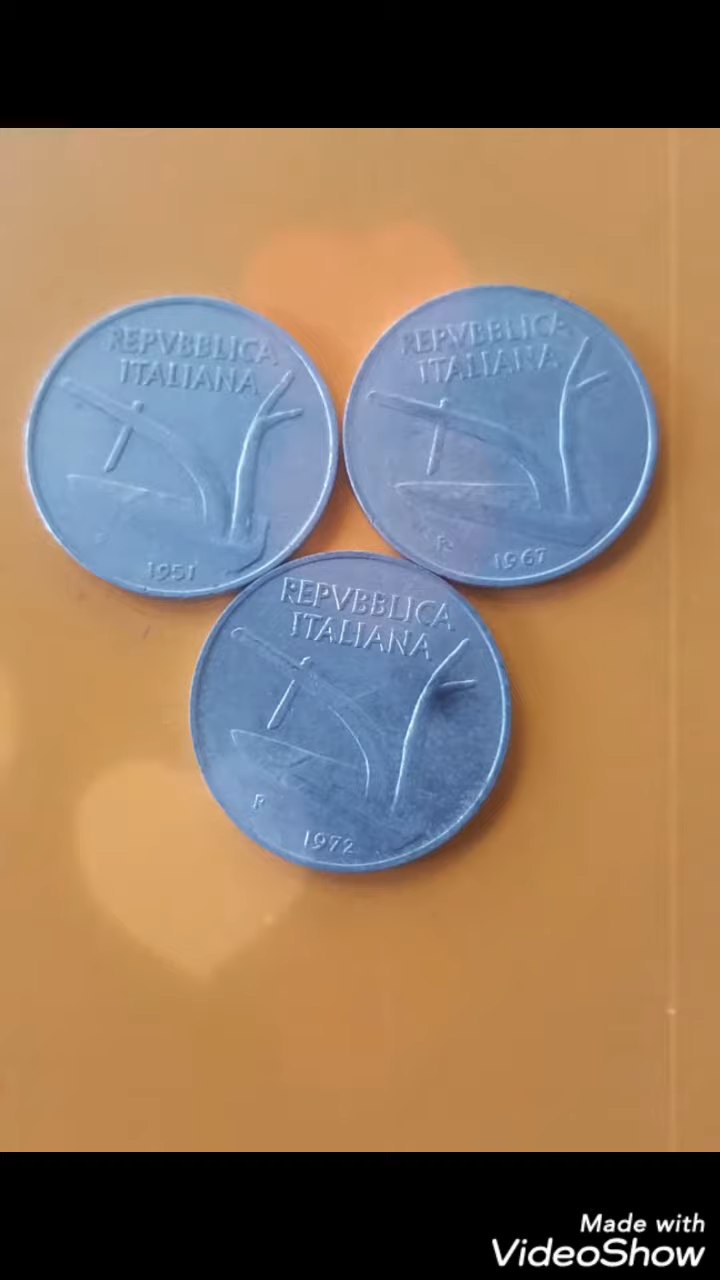 REPVBBLICA
ITALIANA
1951
REPVBBLICA
ITALIANA
R
1967
REPVBBLICA
ITALIANA
R
1972
Made with
VideoShow